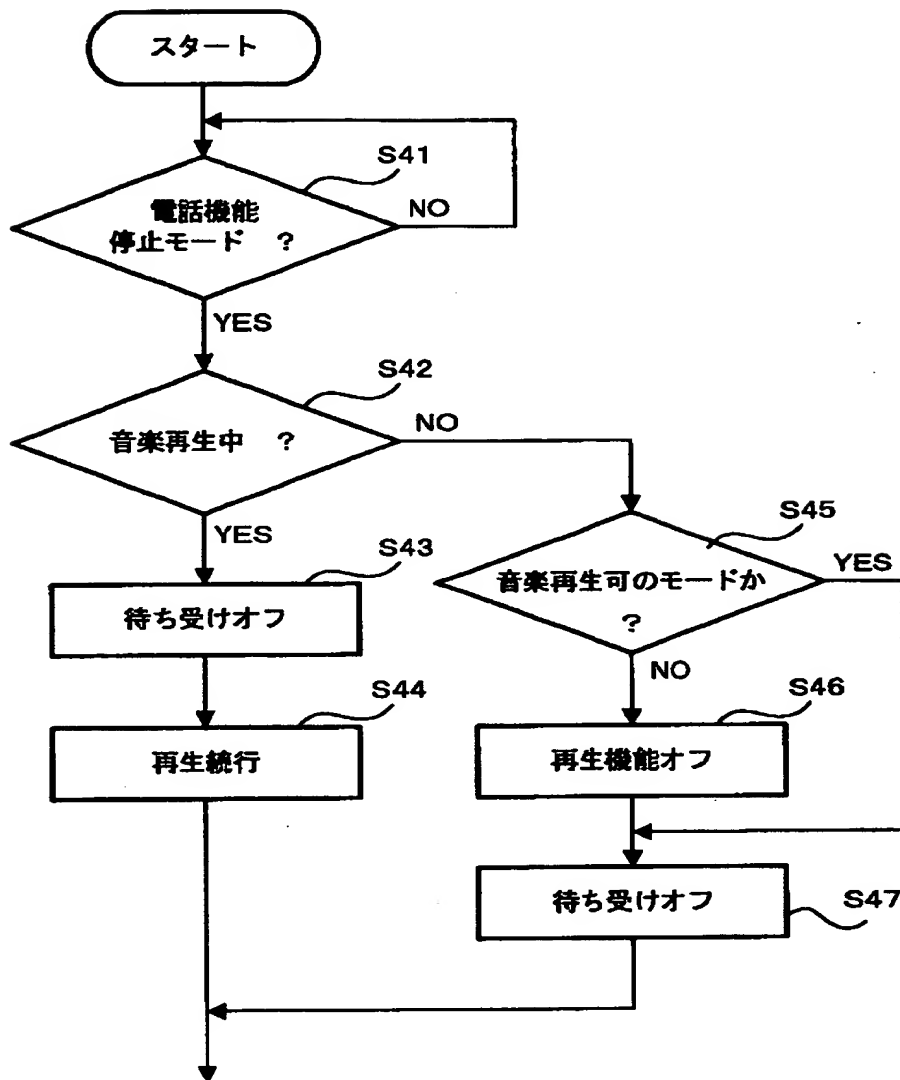 スタート
S41
電話機能
停止モード ?
NO
YES
S42
音楽再生中 ?
NO
YES
S43
待ち受けオフ
S44
再生続行
S45
音楽再生可のモードか
?
YES
NO
S46
再生機能オフ
待ち受けオフ
S47